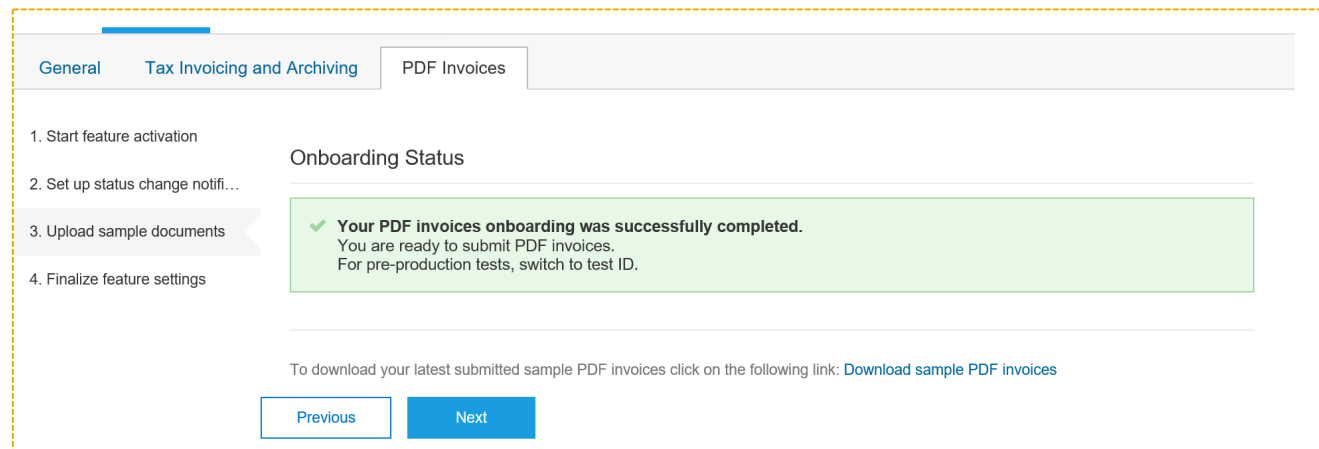 General
Tax Invoicing and Archiving
PDF Invoices
1. Start feature activation
2. Set up status change notifi…
3. Upload sample documents
4. Finalize feature settings
Onboarding Status
Your PDF invoices onboarding was successfully completed.
You are ready to submit PDF invoices.
For pre-production tests, switch to test ID.
To download your latest submitted sample PDF invoices click on the following link: Download sample PDF invoices
Previous
Next